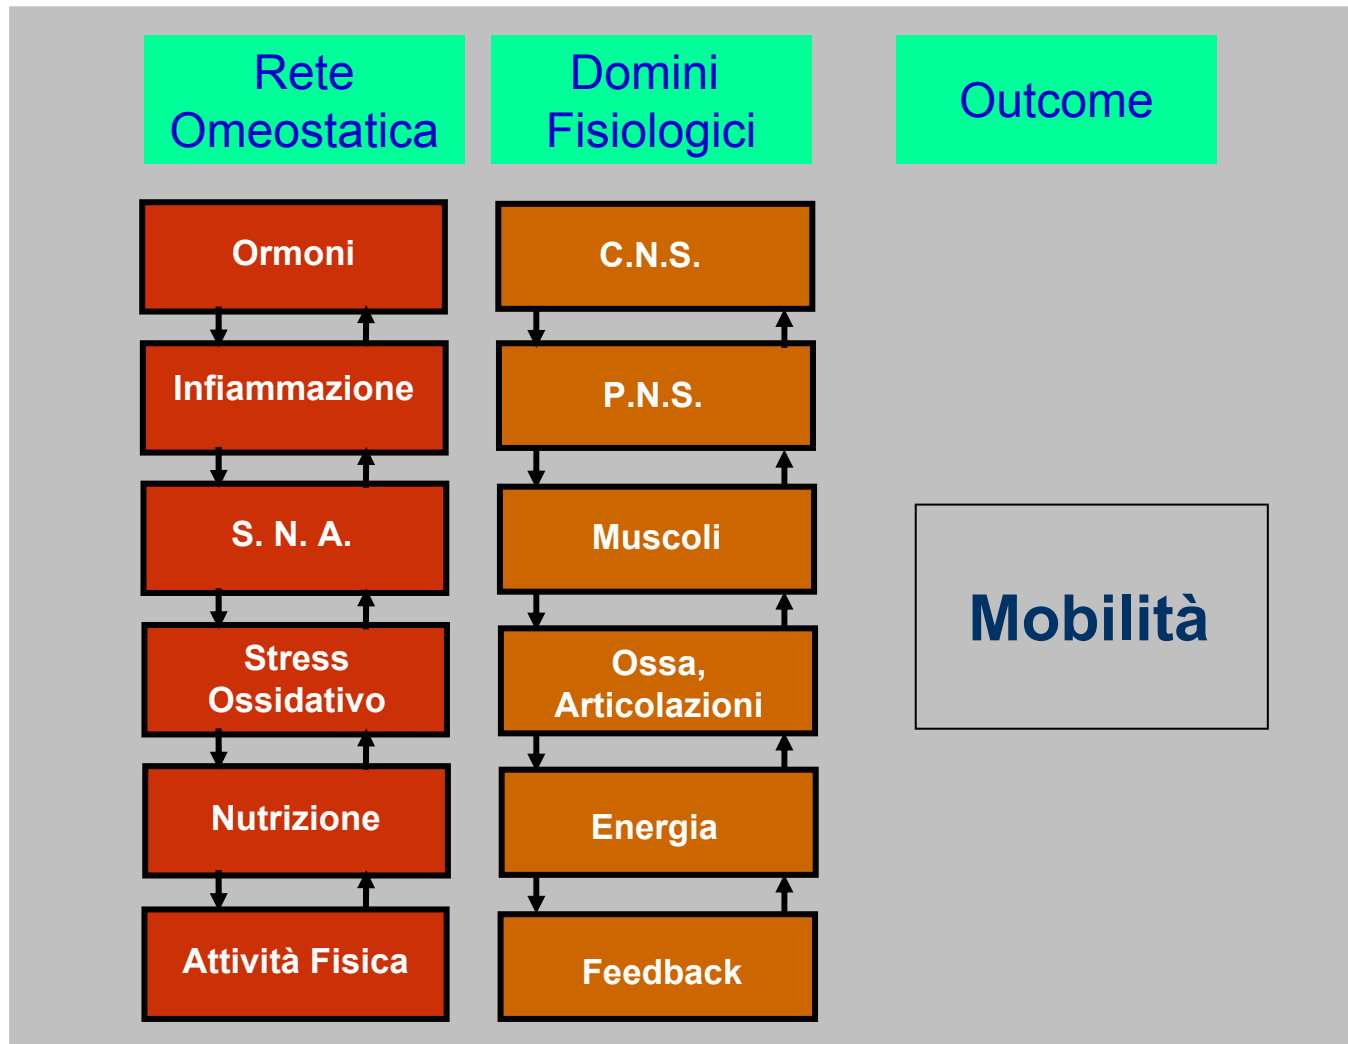 Rete
Omeostatica
Domini
Fisiologici
Outcome
Ormoni
Infiammazione
S. N. A.
Stress
Ossidativo
Nutrizione
Attività Fisica
C.N.S.
P.N.S.
Muscoli
Ossa,
Articolazioni
Energia
Feedback
Mobilità